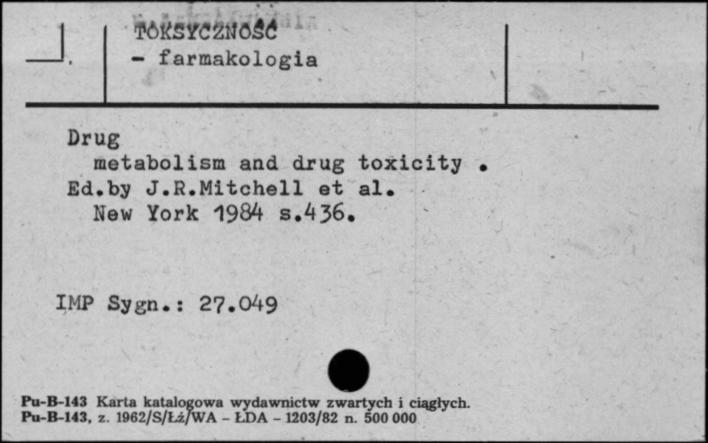 TOKSYCZNOŚĆ
- farmakologia
Drug
metabolism and drug toxicity .
Ed.by J.R.Mitchell et al.
New York 1984 s.436.
IMP Sygn.: 27.049
Pu-B-143 Karta katalogowa wydawnictw zwartych i ciągłych.
Pu-B-143, z. 1962/S/Łż/WA - ŁDA - 1203/82 n. 500 000